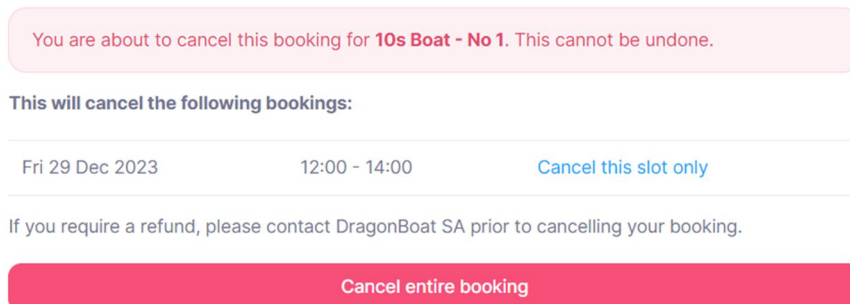 You are about to cancel this booking for 10s Boat - No 1. This cannot be undone.
This will cancel the following bookings:
Fri 29 Dec 2023 12:00 - 14:00 Cancel this slot only
If you require a refund, please contact DragonBoat SA prior to cancelling your booking.
Cancel entire booking